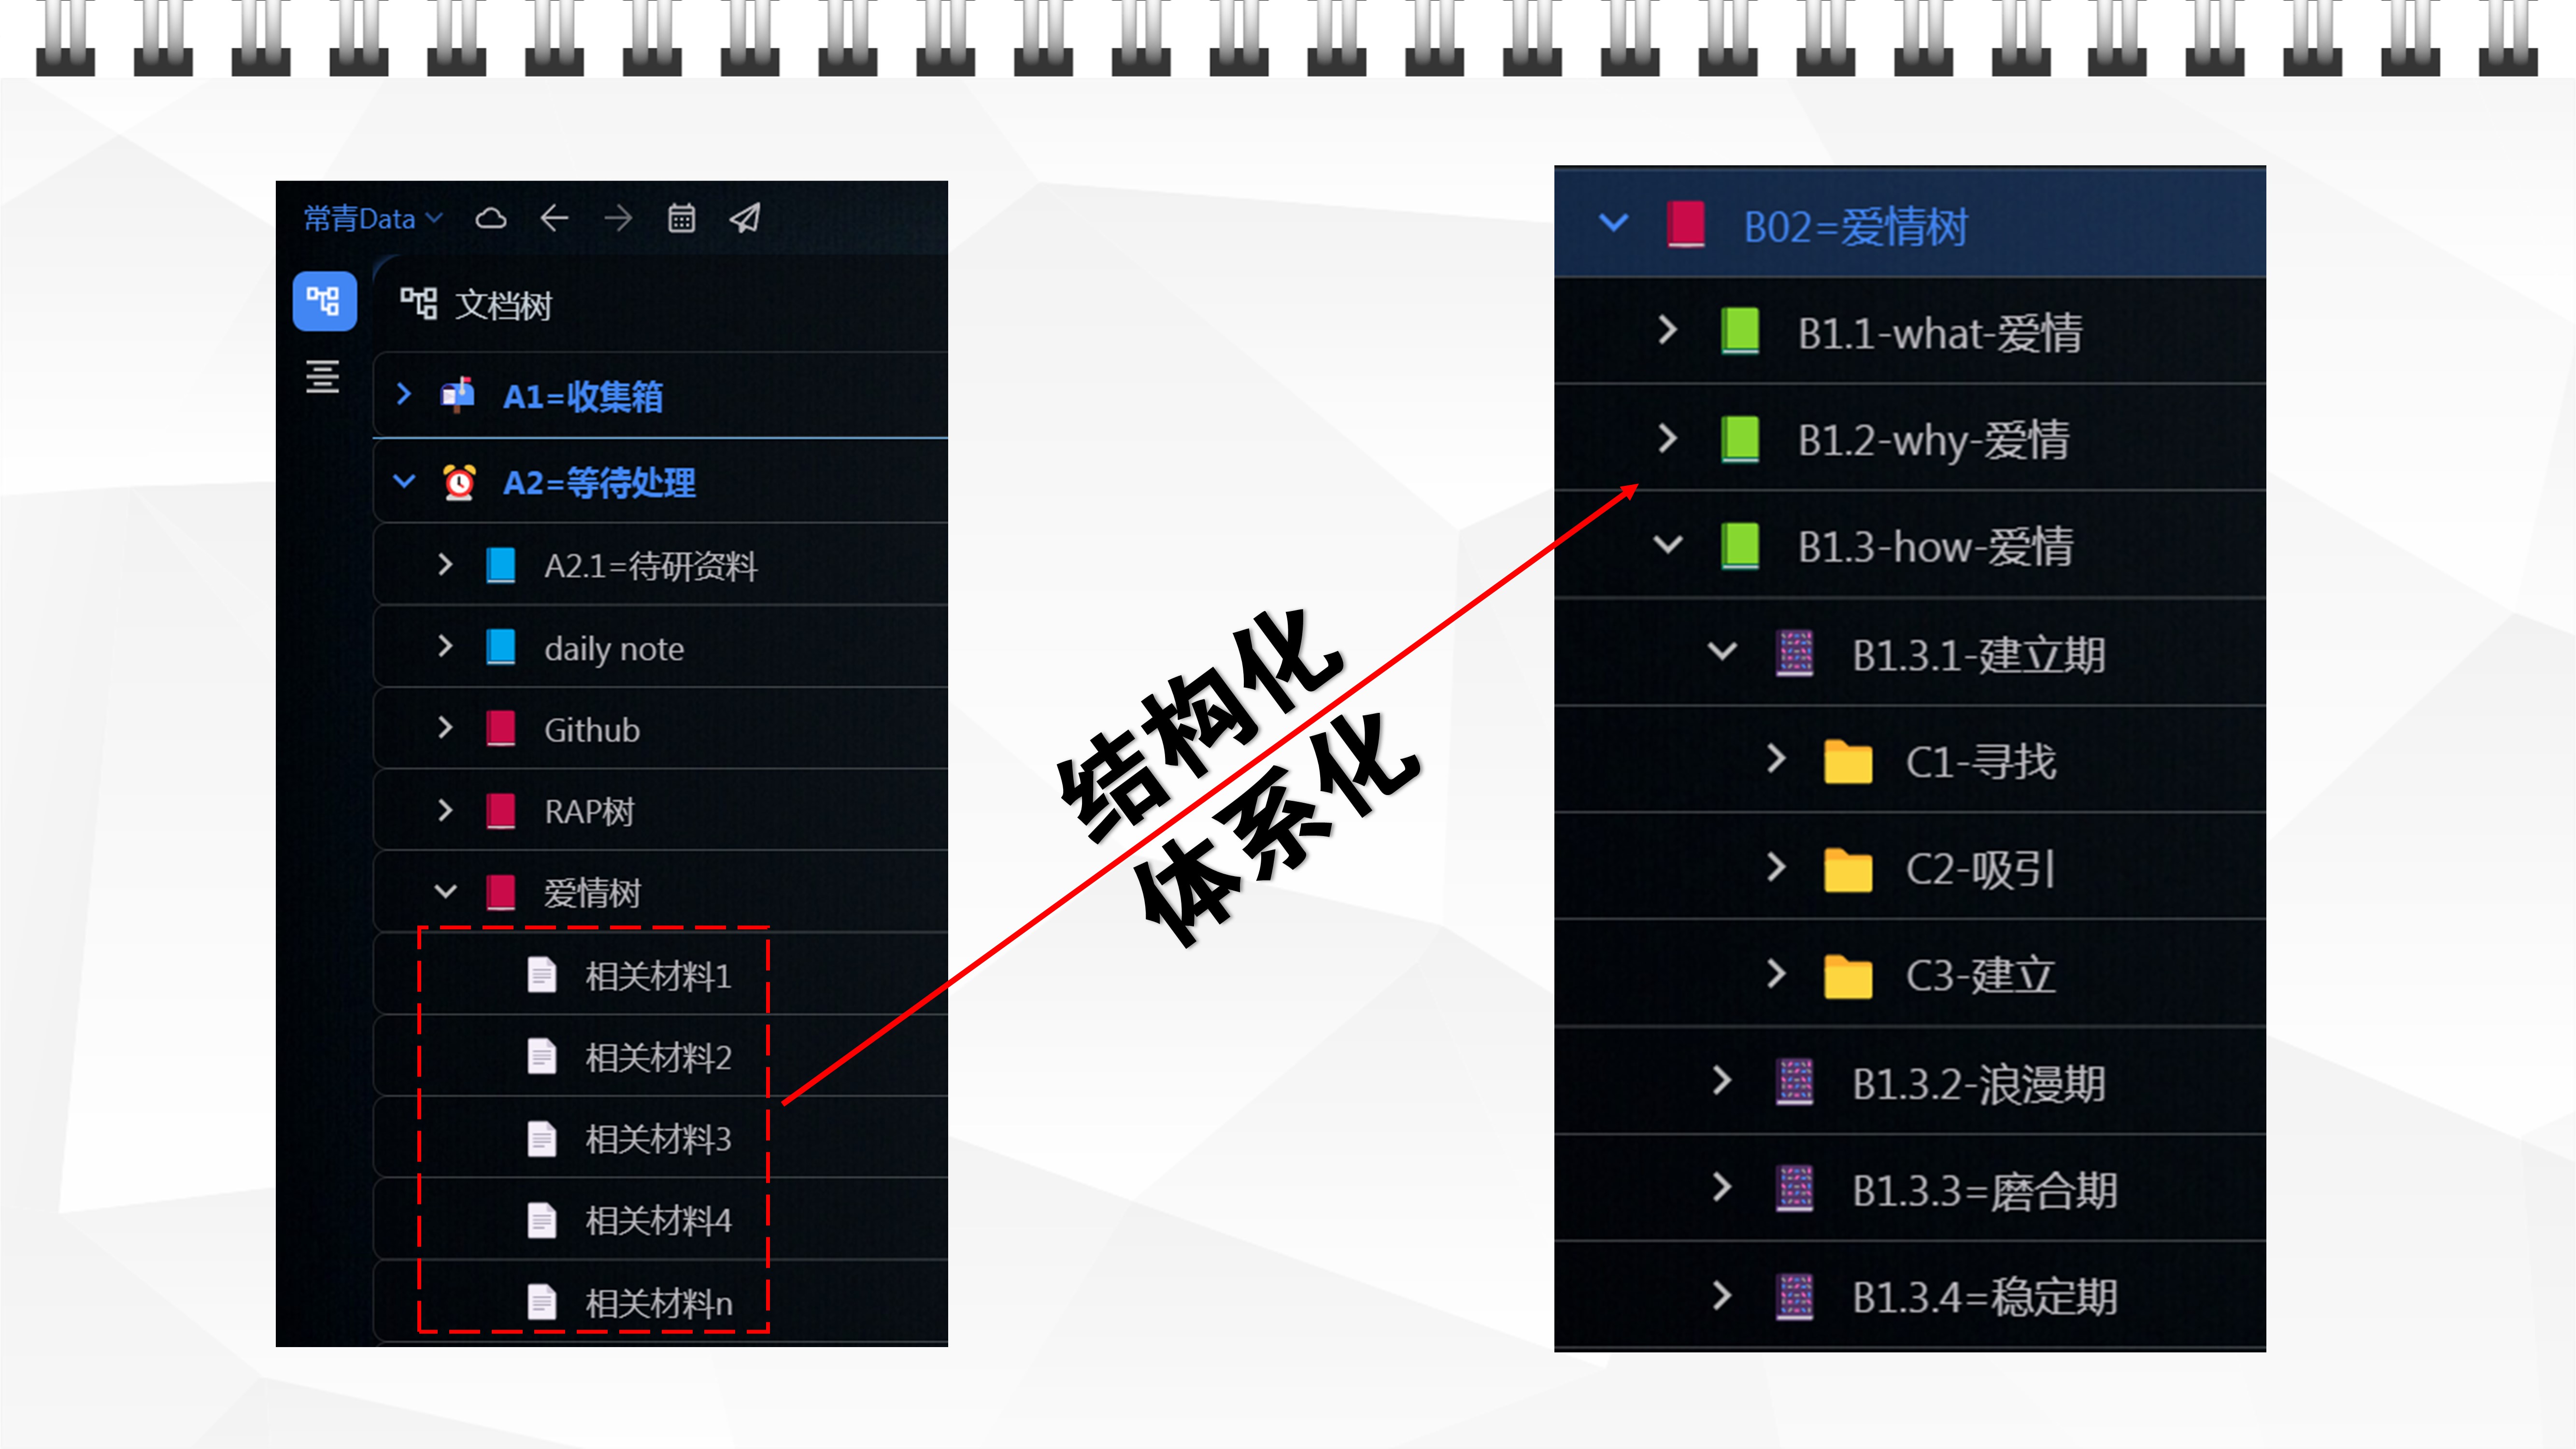 常青Data
文档树
A1=收集箱
A2=等待处理
A2.1=待研资料
daily note
Github
RAP树
爱情树
相关材料1
相关材料2
相关材料3
相关材料4
相关材料n
结构化
体系化
B02=爱情树
B1.1-what-爱情
B1.2-why-爱情
B1.3-how-爱情
B1.3.1-建立期
C1-寻找
C2-吸引
C3-建立
B1.3.2-浪漫期
B1.3.3=磨合期
B1.3.4=稳定期